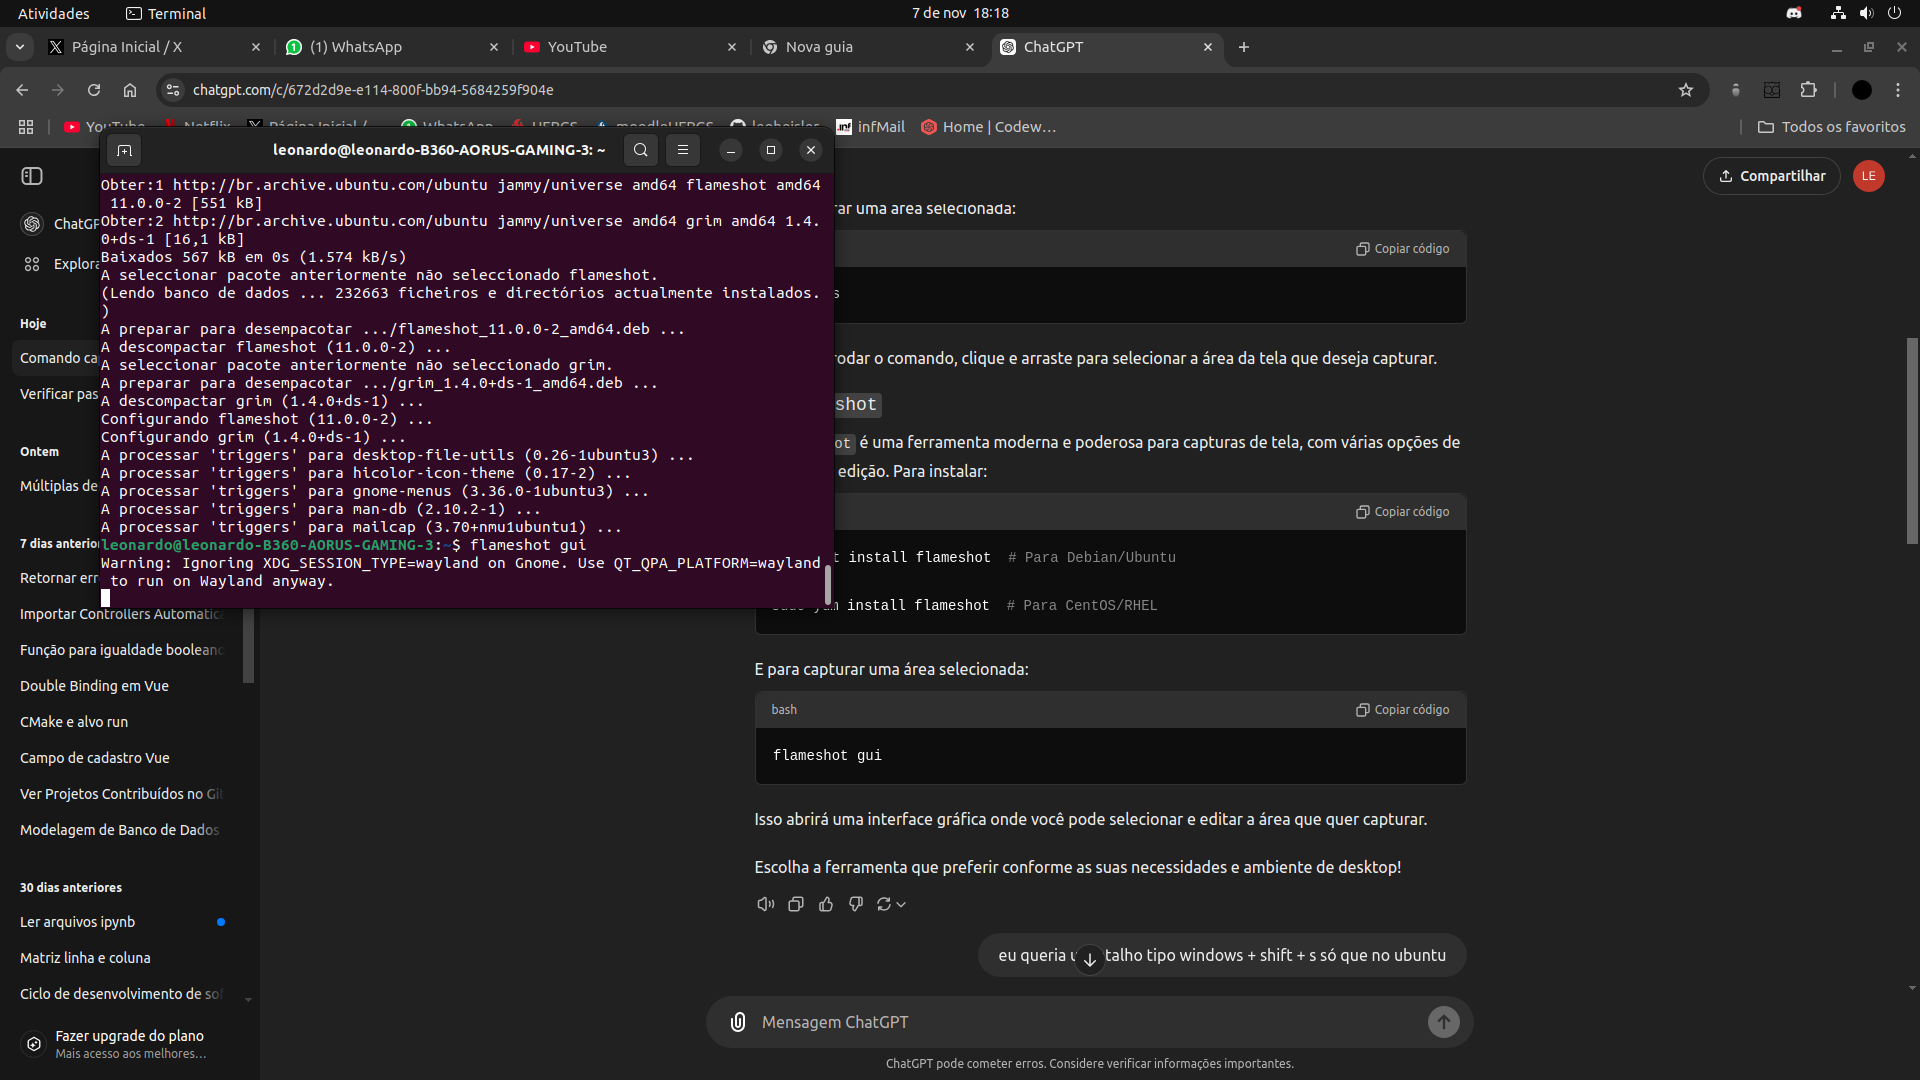 Atividades
Terminal
7 de nov 18:18
Página Inicial / X
(1) WhatsApp
YouTube
Nova guia
ChatGPT
chatgpt.com/c/672d2d9e-e114-800f-bb94-5684259f904e
YouTube
Netflix
Página Inicial /
WhatsApp
HERGS
moodleUERGS
infMail
Home | Codew…
Todos os favoritos
leonardo@leonardo-B360-AORUS-GAMING-3: ~
Obter:1 http://br.archive.ubuntu.com/ubuntu jammy/universe amd64 flameshot amd64
11.0.0-2 [551 kB]
Obter:2 http://br.archive.ubuntu.com/ubuntu jammy/universe amd64 grim amd64 1.4.
0+ds-1 [16,1 kB]
Baixados 567 kB em 0s (1.574 kB/s)
A seleccionar pacote anteriormente não seleccionado flameshot.
(Lendo banco de dados ... 232663 ficheiros e directórios actualmente instalados.
)
A preparar para desempacotar .../flameshot_11.0.0-2_amd64.deb ...
A descompactar flameshot (11.0.0-2) ...
A seleccionar pacote anteriormente não seleccionado grim.
A preparar para desempacotar .../grim_1.4.0+ds-1_amd64.deb ...
A descompactar grim (1.4.0+ds-1) ...
Configurando flameshot (11.0.0-2) ...
Configurando grim (1.4.0+ds-1) ...
A processar 'triggers' para desktop-file-utils (0.26-1ubuntu3) ...
A processar 'triggers' para hicolor-icon-theme (0.17-2) ...
A processar 'triggers' para gnome-menus (3.36.0-1ubuntu3) ...
A processar 'triggers' para man-db (2.10.2-1) ...
A processar 'triggers' para mailcap (3.70+nmu1ubuntu1) ...
leonardo@leonardo-B360-AORUS-GAMING-3:~$ flameshot gui
Warning: Ignoring XDG_SESSION_TYPE=wayland on Gnome. Use QT_QPA_PLATFORM=wayland
to run on Wayland anyway.
ChatGP
Explora
Hoje
Comando ca
Verificar pas
Ontem
Múltiplas de
7 dias anterior
Retornar err
Importar Controllers Automatica
Função para igualdade booleano
Double Binding em Vue
CMake e alvo run
Campo de cadastro Vue
Ver Projetos Contribuídos no Git
Modelagem de Banco de Dados
30 dias anteriores
Ler arquivos ipynb
Matriz linha e coluna
Ciclo de desenvolvimento de sof
Fazer upgrade do plano
Mais acesso aos melhores…
Compartilhar
LE
rar uma área selecionada:
Copiar código
s
rodar o comando, clique e arraste para selecionar a área da tela que deseja capturar.
shot
ot é uma ferramenta moderna e poderosa para capturas de tela, com várias opções de
edição. Para instalar:
Copiar código
t install flameshot # Para Debian/Ubuntu
sudo yum install flameshot # Para CentOS/RHEL
E para capturar uma área selecionada:
bash
Copiar código
flameshot gui
Isso abrirá uma interface gráfica onde você pode selecionar e editar a área que quer capturar.
Escolha a ferramenta que preferir conforme as suas necessidades e ambiente de desktop!
eu queria u talho tipo windows + shift + s só que no ubuntu
Mensagem ChatGPT
ChatGPT pode cometer erros. Considere verificar informações importantes.